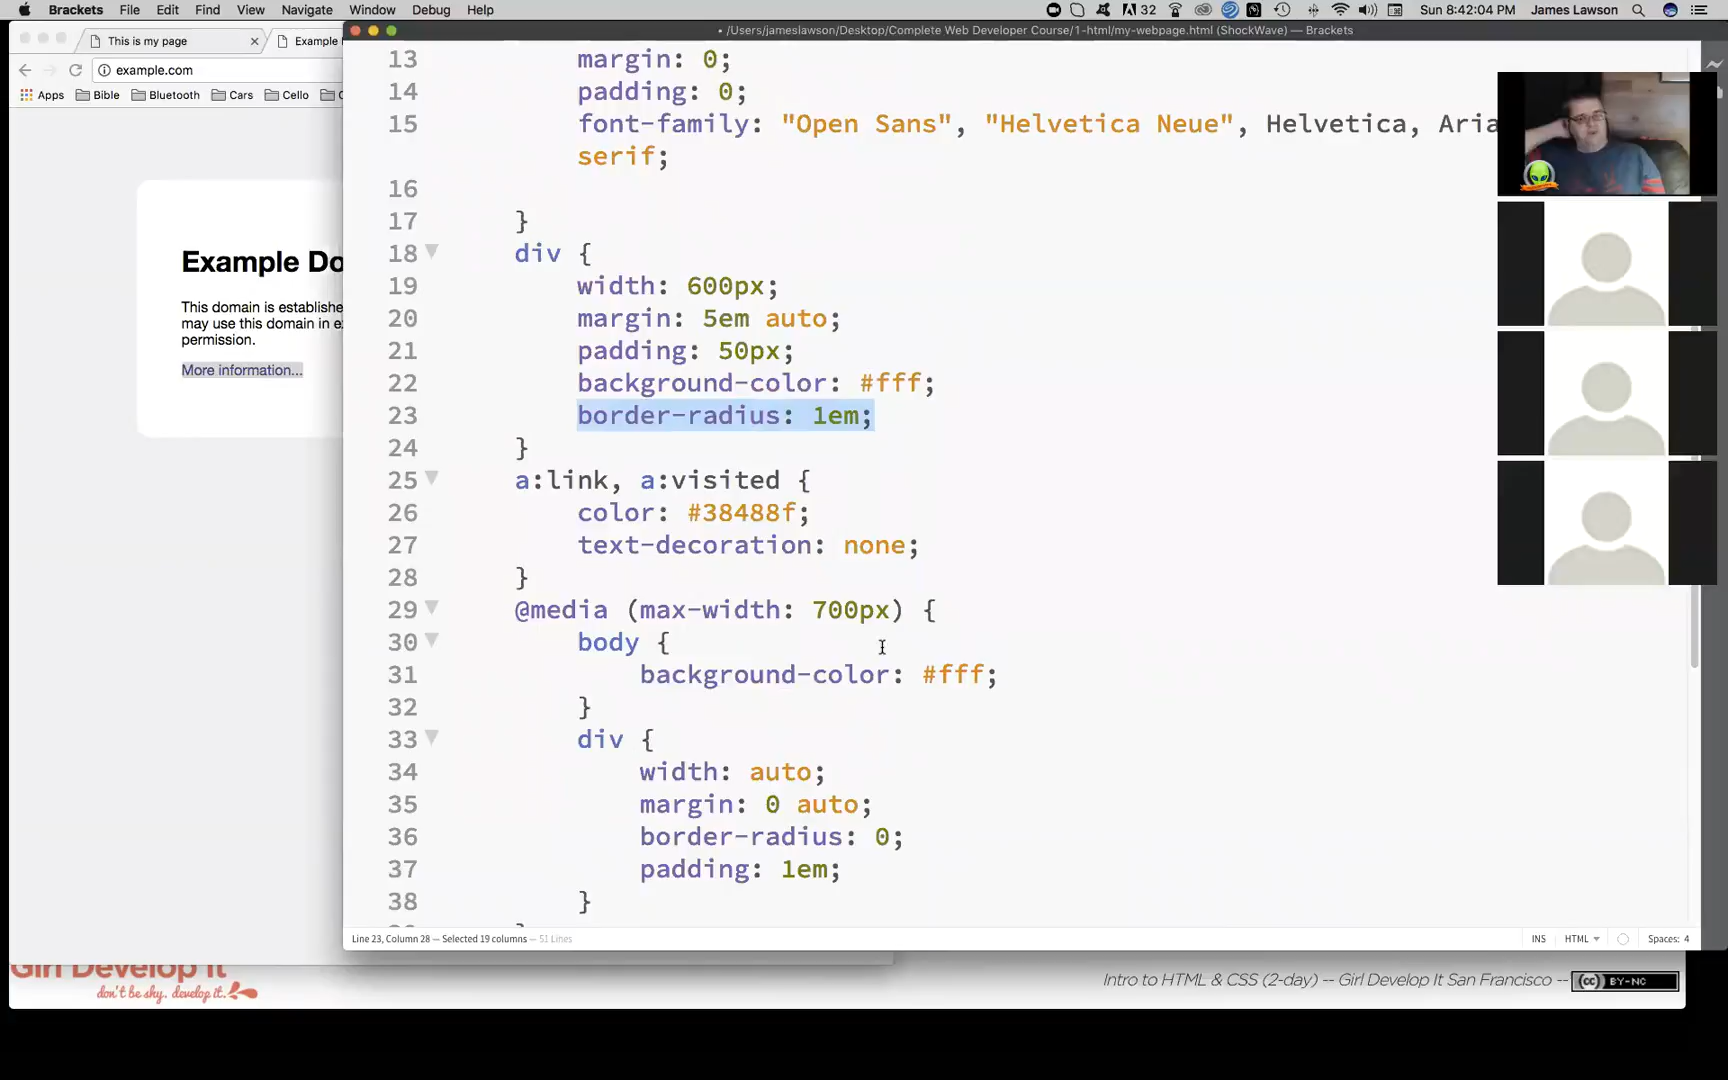 Brackets File Edit Find View Navigate Window Debug Help
32 Sun 8:42:04 PM James Lawson
This is my page
Example
example.com
Apps Bible Bluetooth Cars Cello
Example Do
This domain is establishe
may use this domain in e
permission.
More information...
/Users/jameslawson/Desktop/Complete Web Developer Course/1-html/my-webpage.html (ShockWave) — Brackets
13 margin: 0;
14 padding: 0;
15 font-family: "Open Sans", "Helvetica Neue", Helvetica, Aria
serif;
16
17 }
18 div {
19 width: 600px;
20 margin: 5em auto;
21 padding: 50px;
22 background-color: #fff;
23 border-radius: 1em;
24 }
25 a:link, a:visited {
26 color: #38488f;
27 text-decoration: none;
28 }
29 @media (max-width: 700px) {
30 body {
31 background-color: #fff;
32 }
33 div {
34 width: auto;
35 margin: 0 auto;
36 border-radius: 0;
37 padding: 1em;
38 }
Line 23, Column 28 — Selected 19 columns — 51 Lines
INS HTML Spaces: 4
Girl Develop It
don't be shy. develop it.
Intro to HTML & CSS (2-day) -- Girl Develop It San Francisco --
cc BY-NC